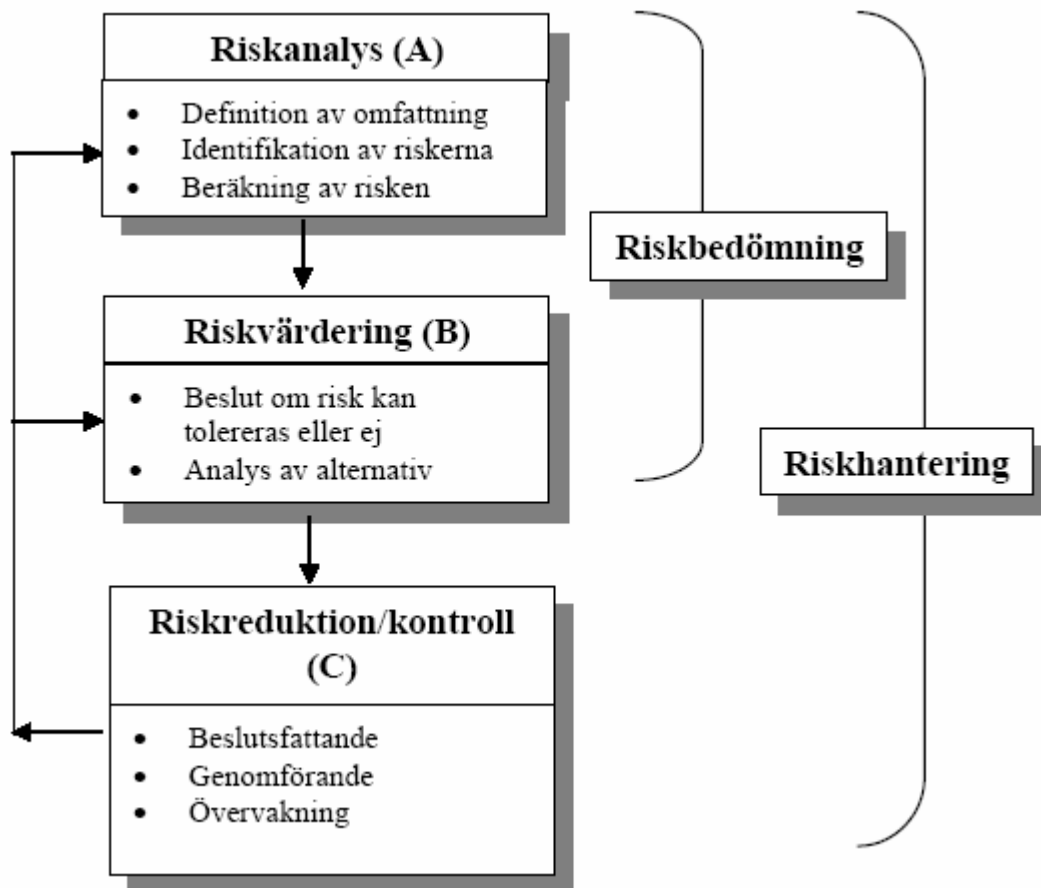 Riskanalys (A)
• Definition av omfattning
• Identifikation av riskerna
• Beräkning av risken
Riskbedömning
Riskvärdering (B)
• Beslut om risk kan
tolereras eller ej
• Analys av alternativ
Riskhantering
Riskreduktion/kontroll
(C)
• Beslutsfattande
• Genomförande
• Övervakning